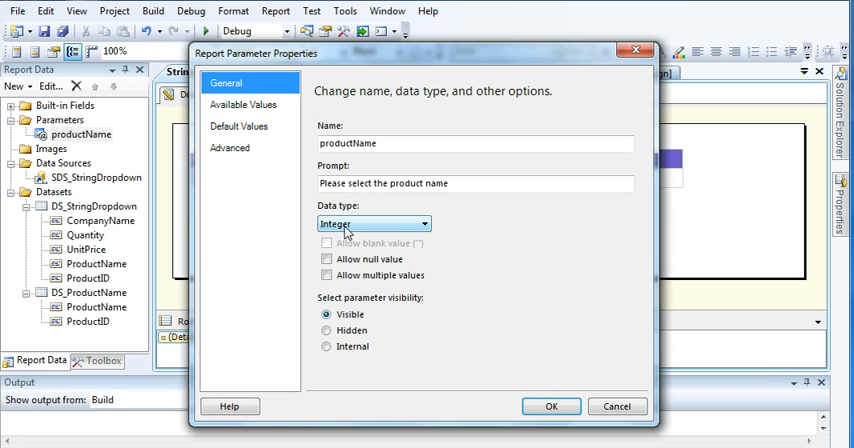 File Edit View Project Build Debug Format Report Test Tools Window Help
Debug
100%
Report Data
New Edit...
Built-in Fields
Parameters
productName
Images
Data Sources
SDS_StringDropdown
Datasets
DS_StringDropdown
CompanyName
Quantity
UnitPrice
ProductName
ProductID
DS_ProductName
ProductName
ProductID
Report Data Toolbox
Output
Show output from: Build
Report Parameter Properties
General
Available Values
Default Values
Advanced
Change name, data type, and other options.
Name:
productName
Prompt:
Please select the product name
Data type:
Integer
Allow blank value ("")
Allow null value
Allow multiple values
Select parameter visibility:
Visible
Hidden
Internal
Help OK Cancel
Solution Explorer
Properties